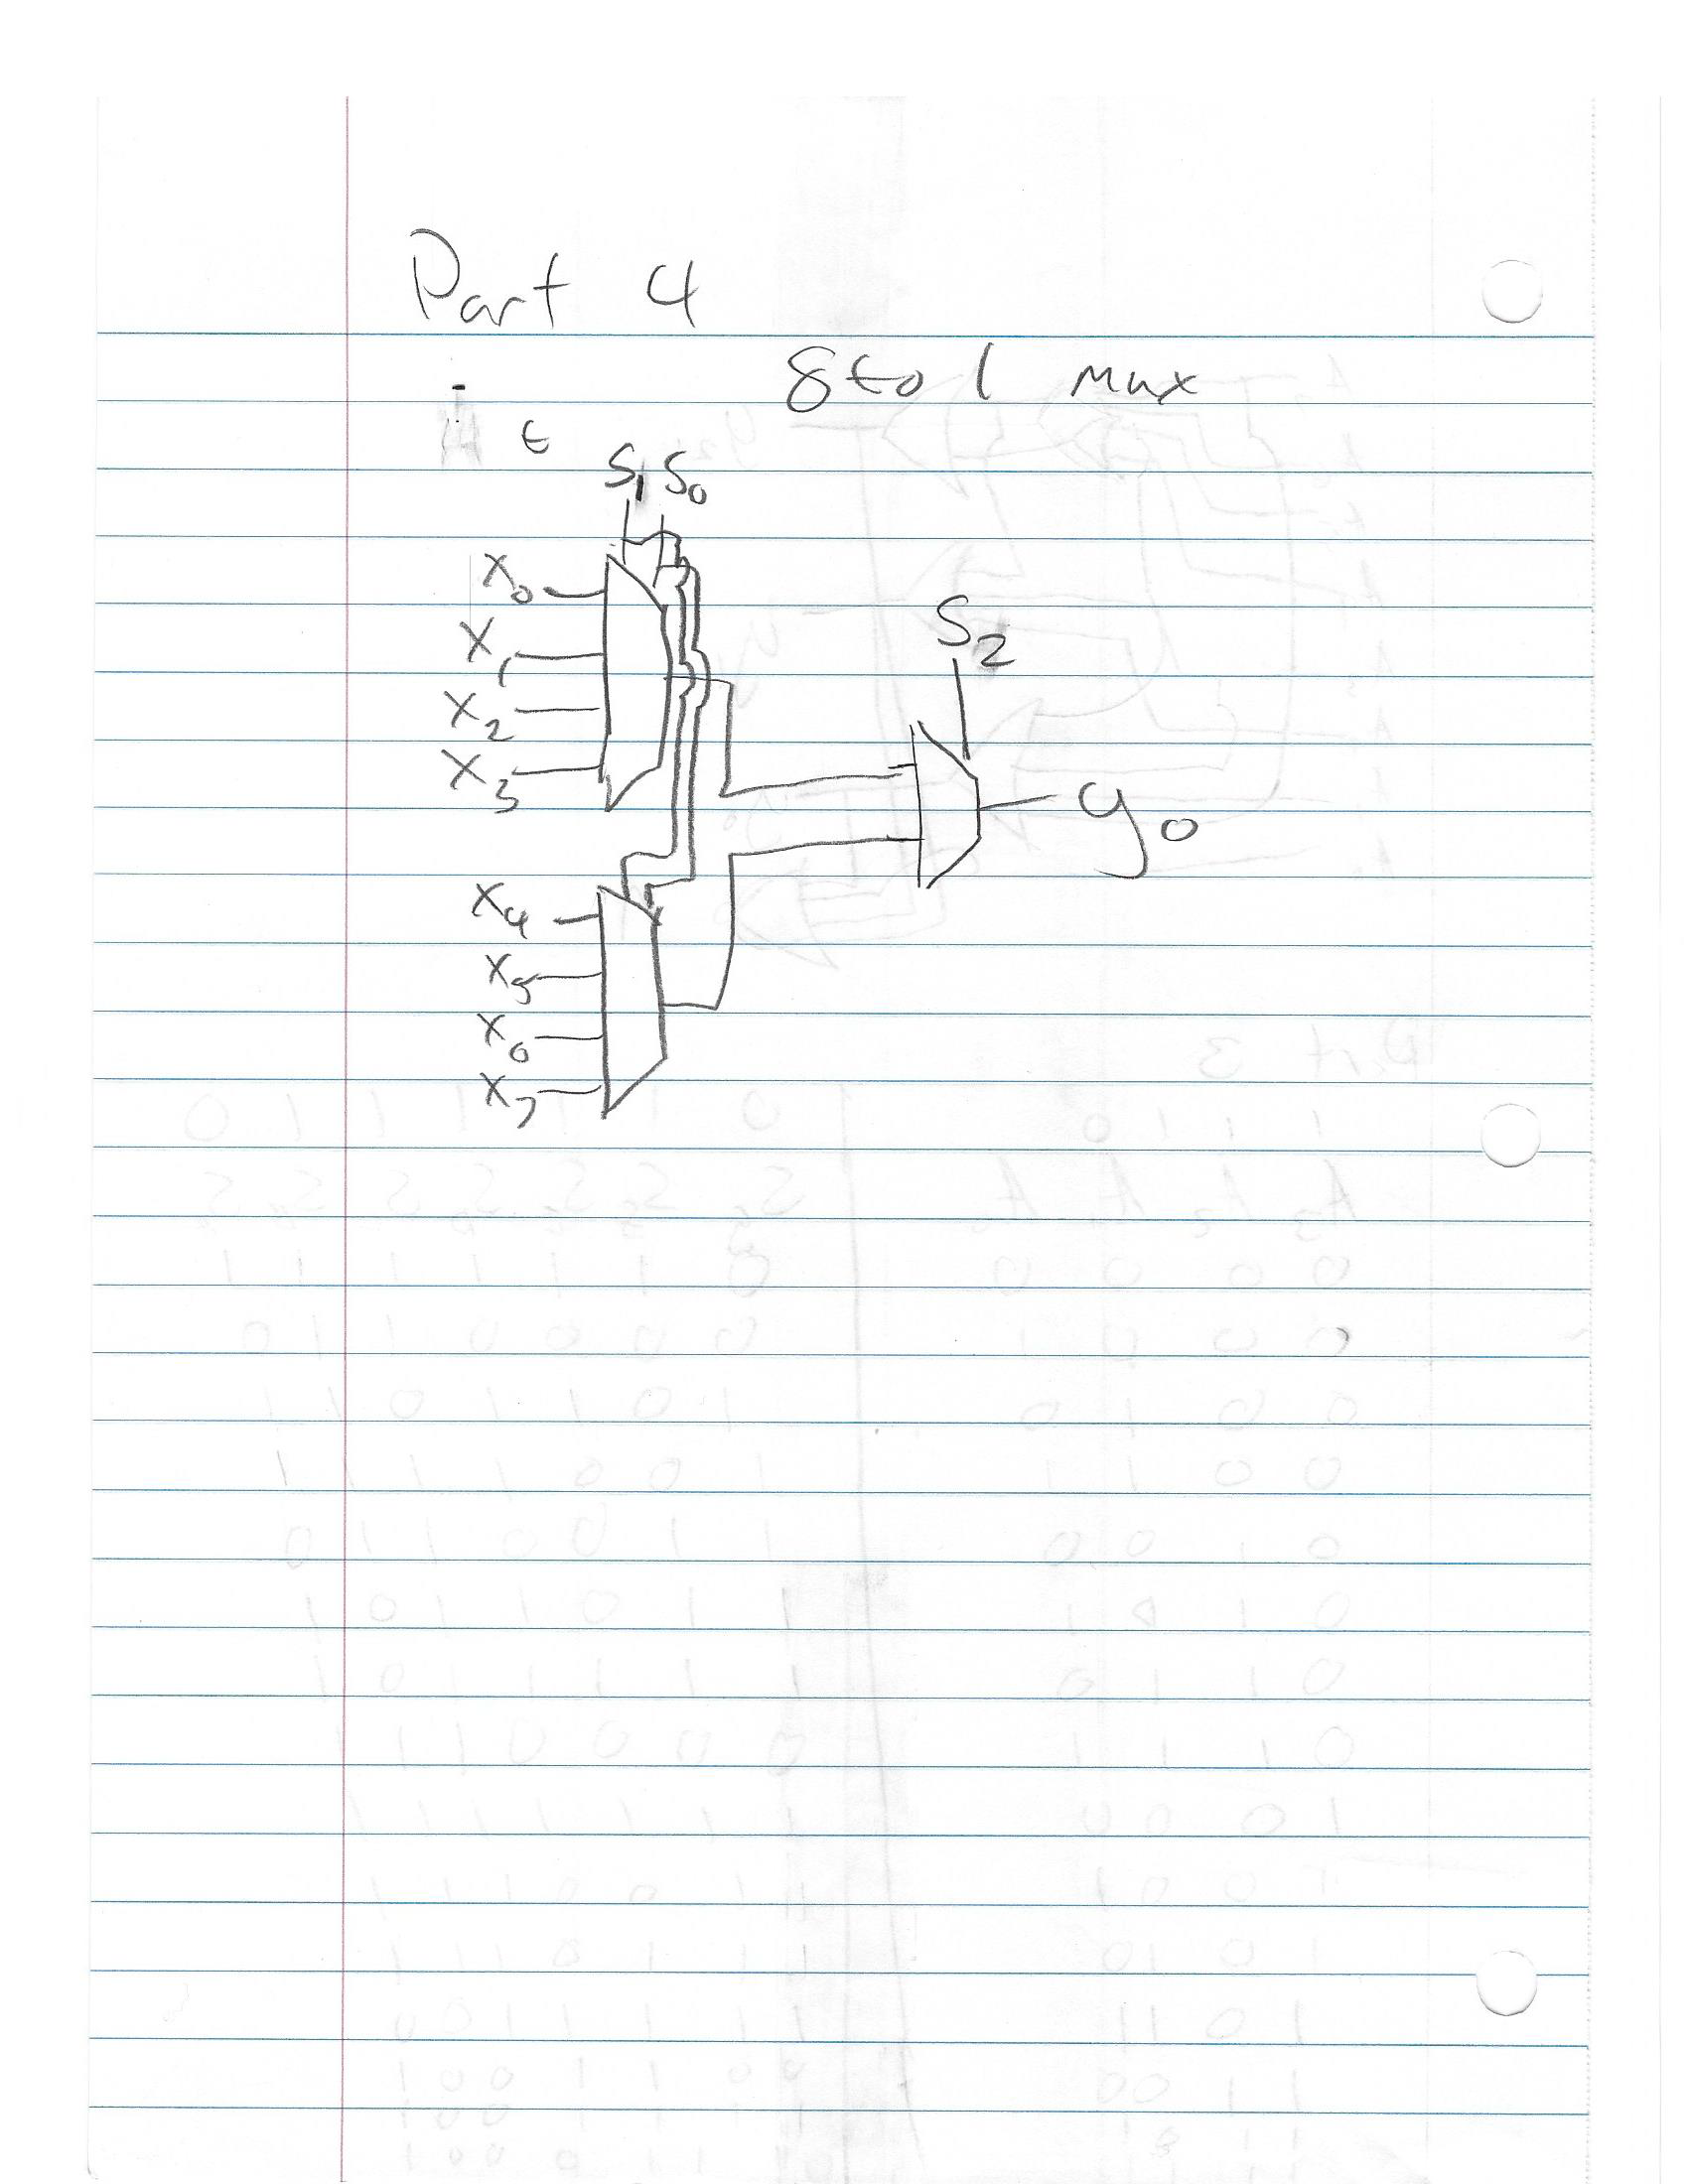 Part 4
8 to 1 mux
S₁ S₀
X₀
X₁
S₂
X₂
X₃
y₀
X₄
X₅
X₆
X₇